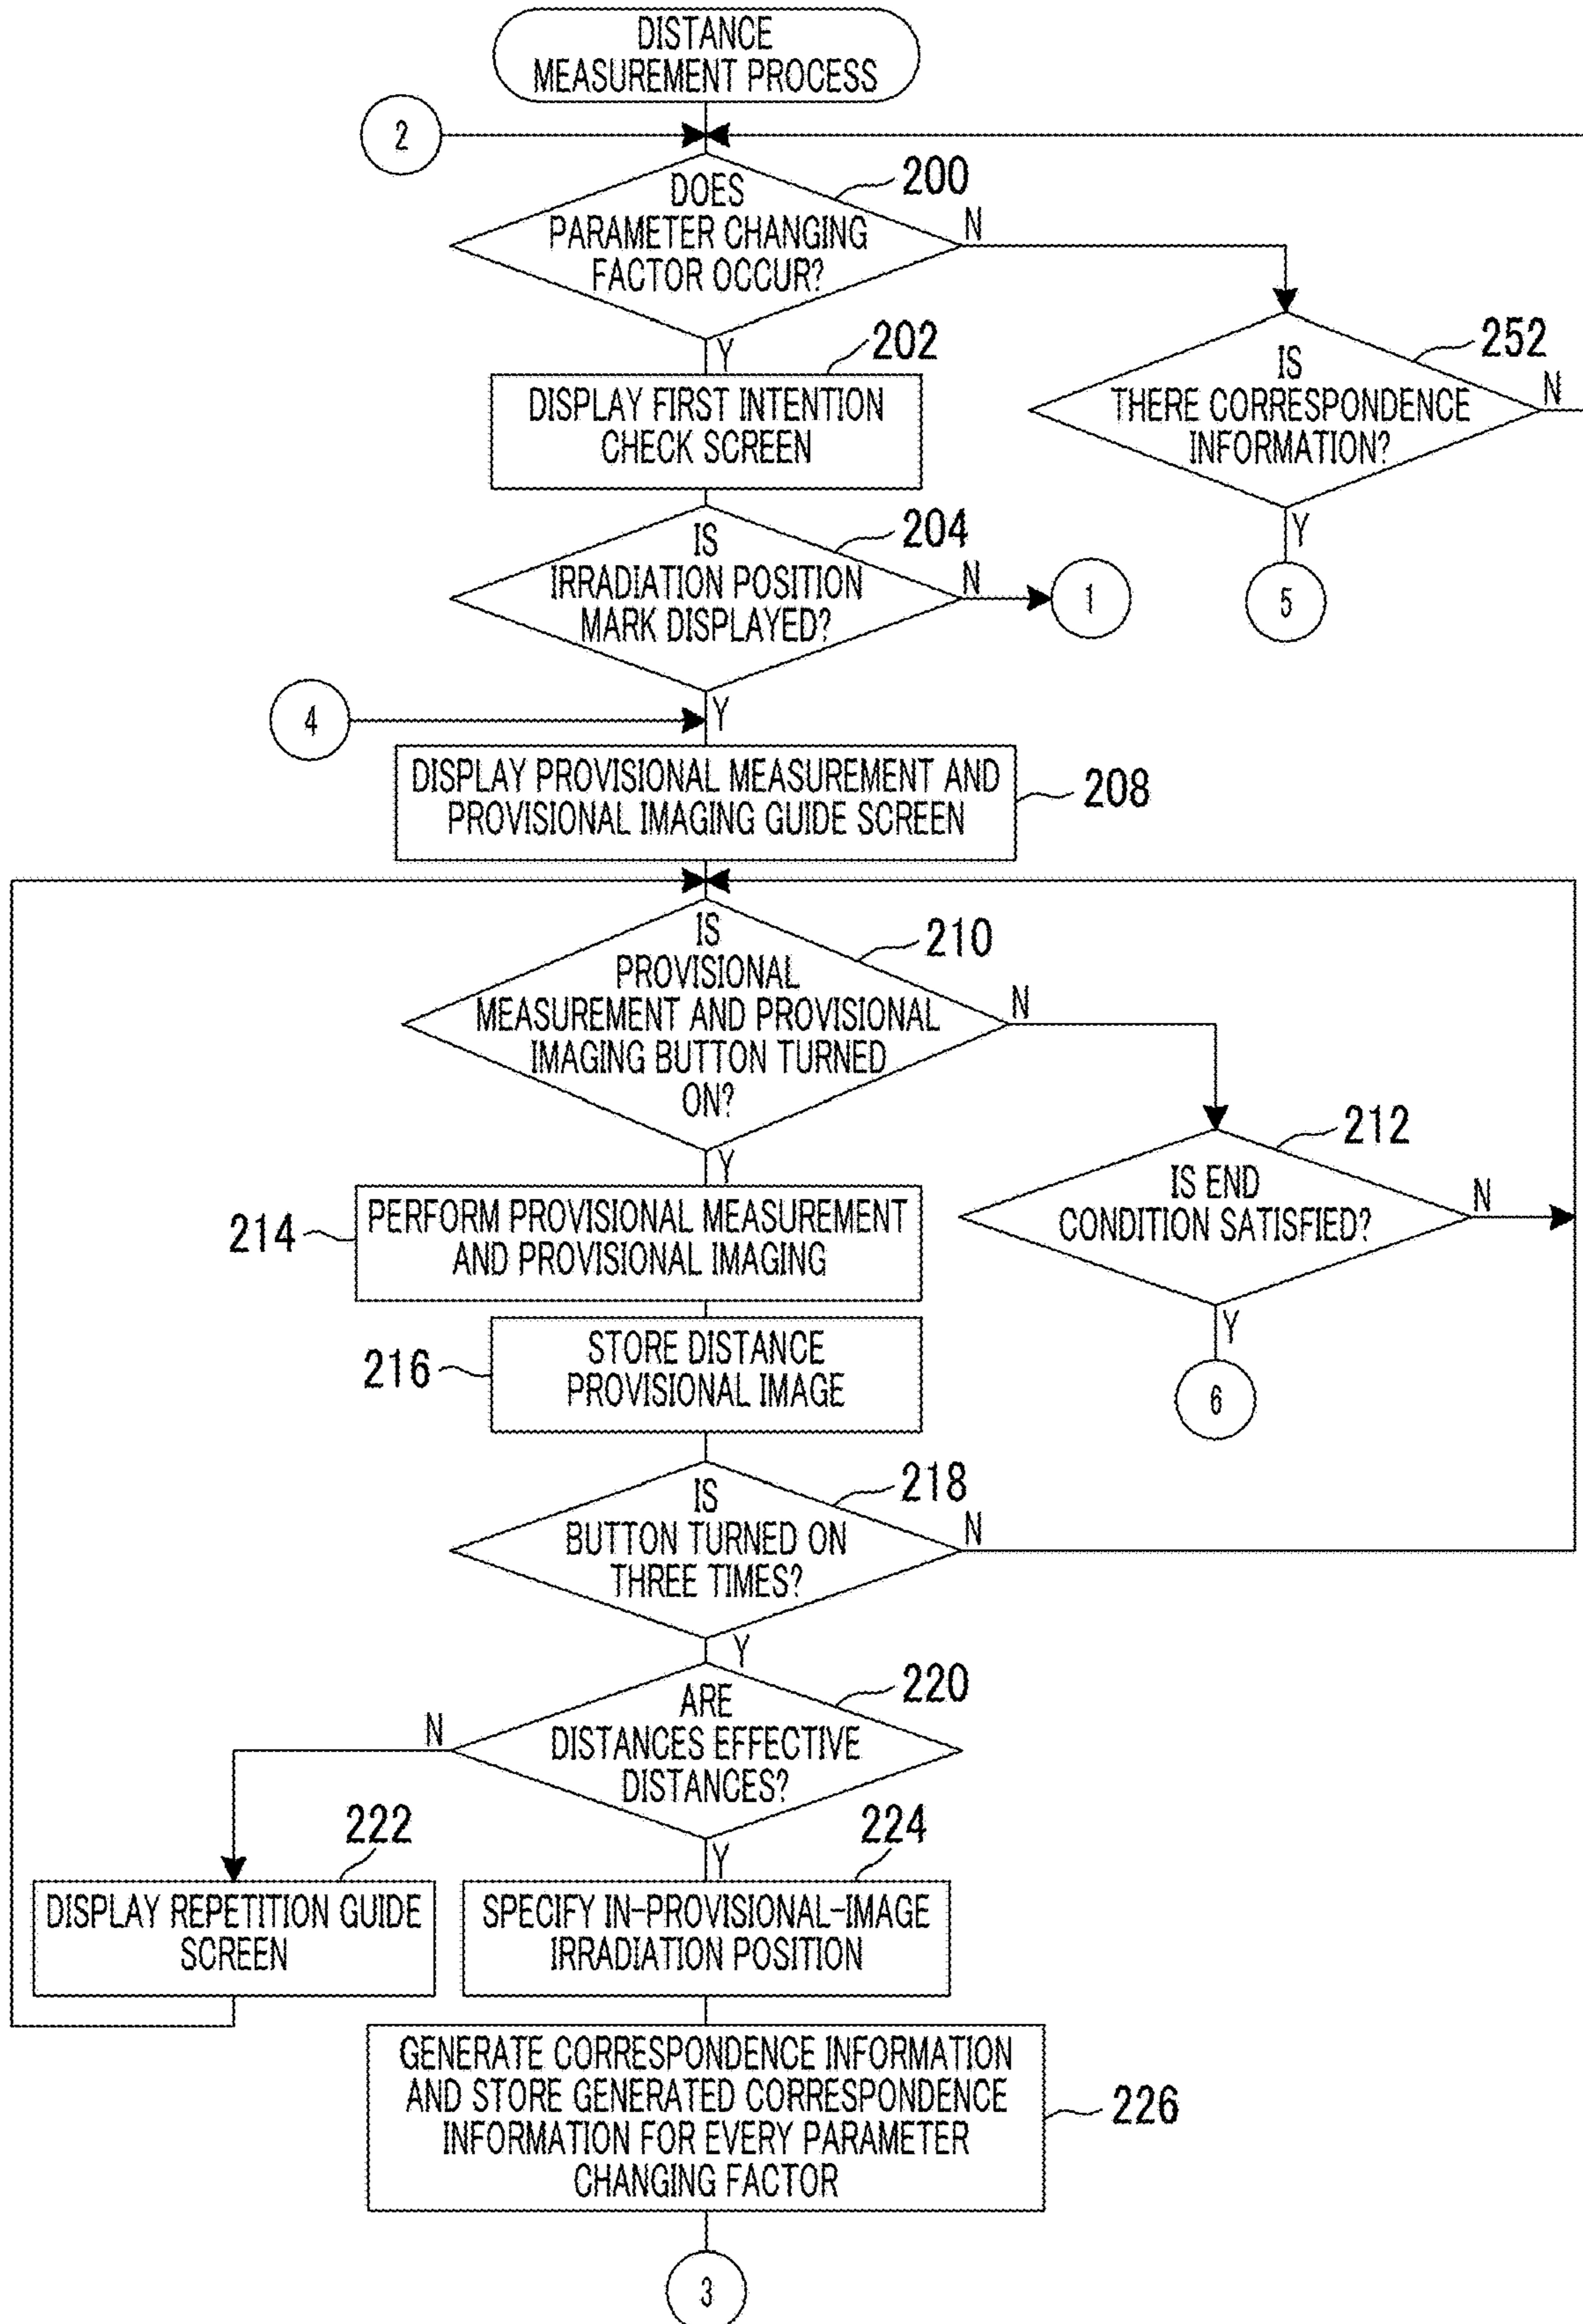 DISTANCE
MEASUREMENT PROCESS
2
DOES
PARAMETER CHANGING
FACTOR OCCUR?
200
N
Y
202
DISPLAY FIRST INTENTION
CHECK SCREEN
IS
THERE CORRESPONDENCE
INFORMATION?
252
N
Y
5
IS
IRRADIATION POSITION
MARK DISPLAYED?
204
N
1
Y
4
DISPLAY PROVISIONAL MEASUREMENT AND
PROVISIONAL IMAGING GUIDE SCREEN
208
IS
PROVISIONAL
MEASUREMENT AND PROVISIONAL
IMAGING BUTTON TURNED
ON?
210
N
Y
IS END
CONDITION SATISFIED?
212
N
Y
6
214
PERFORM PROVISIONAL MEASUREMENT
AND PROVISIONAL IMAGING
216
STORE DISTANCE
PROVISIONAL IMAGE
IS
BUTTON TURNED ON
THREE TIMES?
218
N
Y
ARE
DISTANCES EFFECTIVE
DISTANCES?
220
N
Y
222
DISPLAY REPETITION GUIDE
SCREEN
224
SPECIFY IN-PROVISIONAL-IMAGE
IRRADIATION POSITION
GENERATE CORRESPONDENCE INFORMATION
AND STORE GENERATED CORRESPONDENCE
INFORMATION FOR EVERY PARAMETER
CHANGING FACTOR
226
3